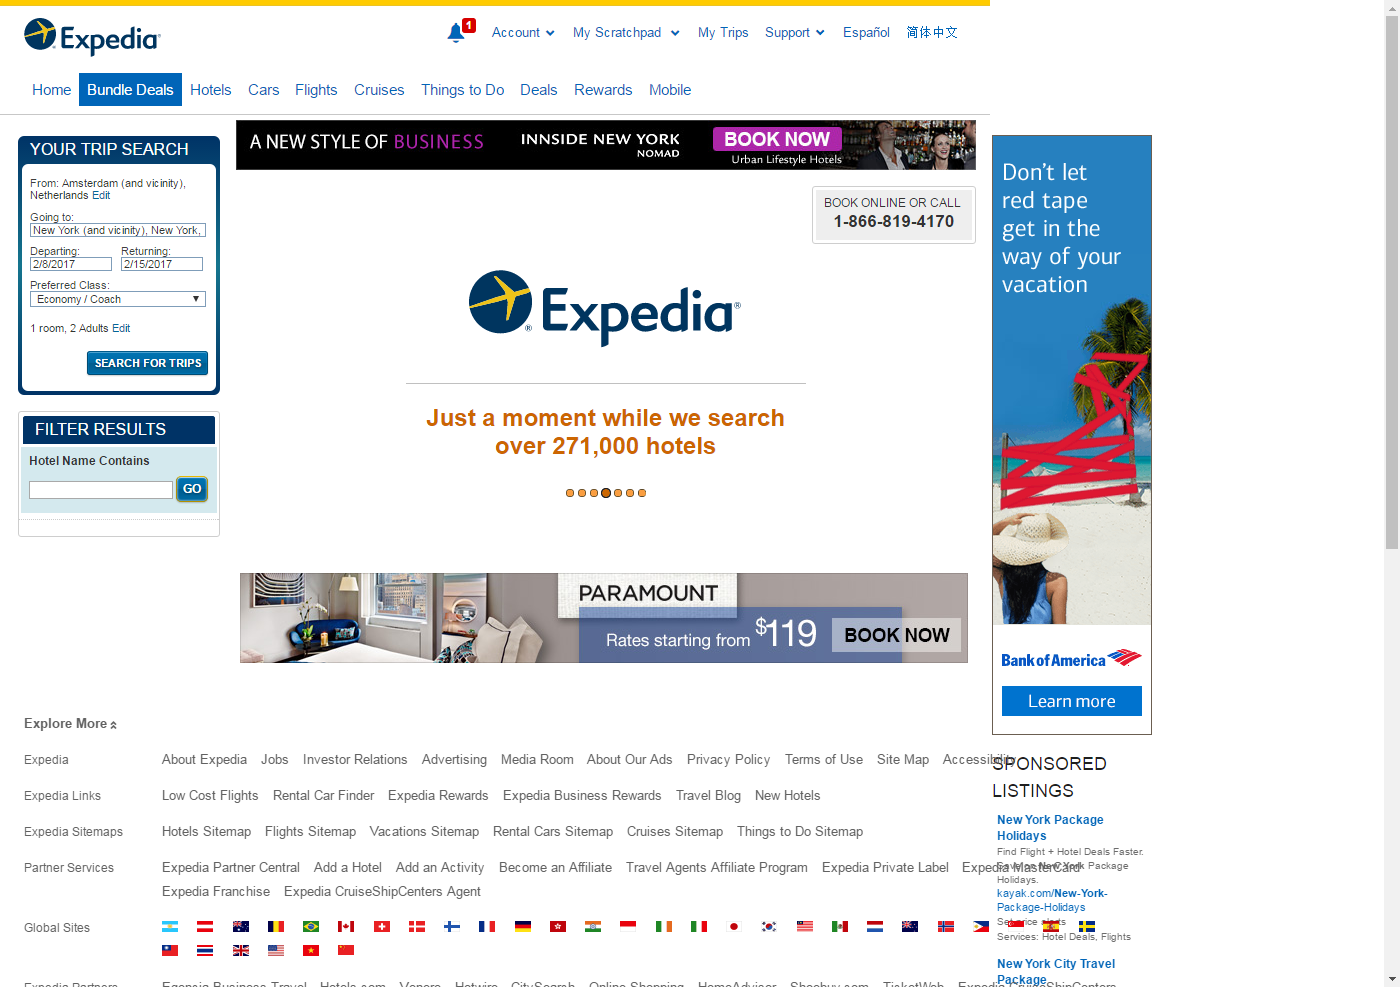 Expedia
1
Account
My Scratchpad
My Trips
Support
Español
简体中文
Home
Bundle Deals
Hotels
Cars
Flights
Cruises
Things to Do
Deals
Rewards
Mobile
YOUR TRIP SEARCH
From: Amsterdam (and vicinity),
Netherlands Edit
Going to:
New York (and vicinity), New York,
Departing: Returning:
2/8/2017 2/15/2017
Preferred Class:
Economy / Coach
1 room, 2 Adults Edit
SEARCH FOR TRIPS
FILTER RESULTS
Hotel Name Contains
GO
A NEW STYLE OF BUSINESS
INNSIDE NEW YORK
NOMAD
BOOK NOW
Urban Lifestyle Hotels
BOOK ONLINE OR CALL
1-866-819-4170
Expedia
Just a moment while we search
over 271,000 hotels
PARAMOUNT
Rates starting from $119
BOOK NOW
Don't let
red tape
get in the
way of your
vacation
Bank of America
Learn more
SPONSORED
LISTINGS
New York Package
Holidays
Find Flight + Hotel Deals Faster.
Save on New York Package
Holidays.
kayak.com/New-York-
Package-Holidays
Set price alerts
Services: Hotel Deals, Flights
New York City Travel
Package
Explore More
Expedia
About Expedia Jobs Investor Relations Advertising Media Room About Our Ads Privacy Policy Terms of Use Site Map Accessibility
Expedia Links
Low Cost Flights Rental Car Finder Expedia Rewards Expedia Business Rewards Travel Blog New Hotels
Expedia Sitemaps
Hotels Sitemap Flights Sitemap Vacations Sitemap Rental Cars Sitemap Cruises Sitemap Things to Do Sitemap
Partner Services
Expedia Partner Central Add a Hotel Add an Activity Become an Affiliate Travel Agents Affiliate Program Expedia Private Label Expedia MasterCard
Expedia Franchise Expedia CruiseShipCenters Agent
Global Sites
Expedia Partners
Egencia Business Travel Hotels.com Venere Hotwire CitySearch Online Shopping HomeAdvisor Shoebuy.com TicketWeb Expedia CruiseShipCenters